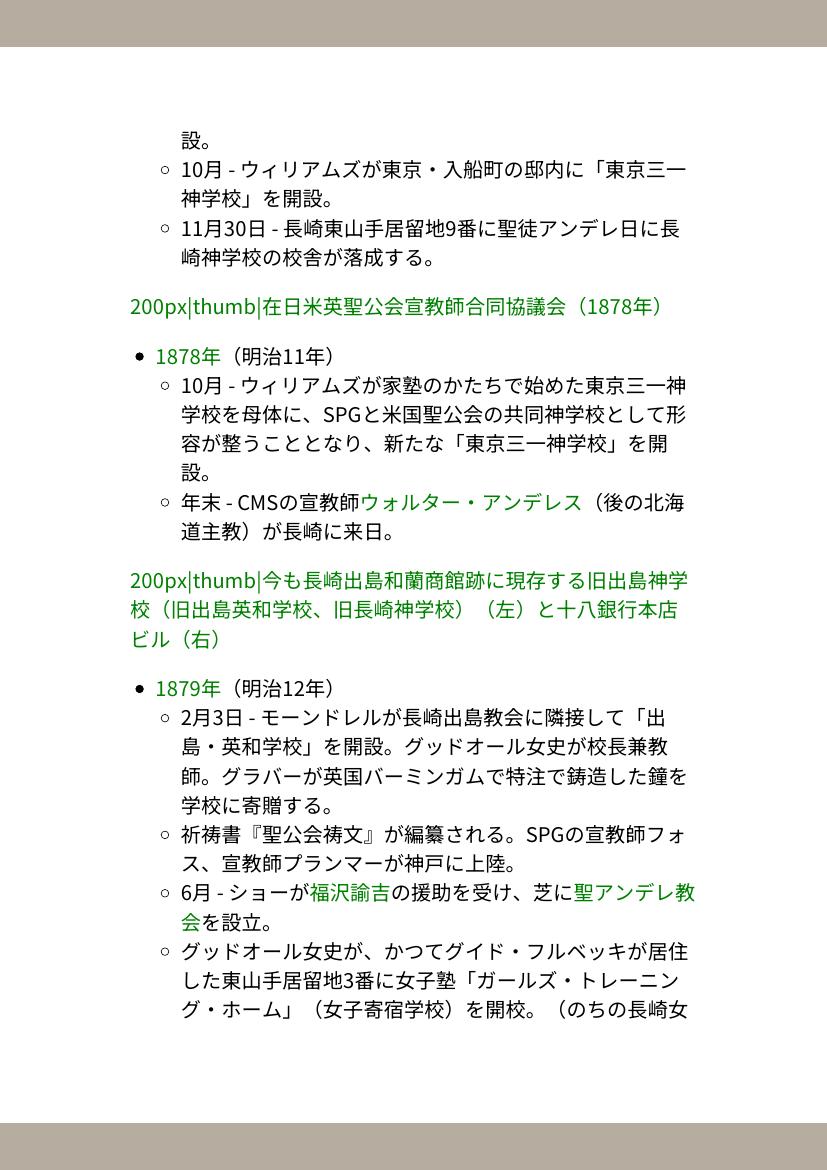 設。
10月 - ウィリアムズが東京・入船町の邸内に「東京三一
神学校」を開設。
11月30日 - 長崎東山手居留地9番に聖徒アンデレ日に長
崎神学校の校舎が落成する。
200px|thumb|在日米英聖公会宣教師合同協議会（1878年）
1878年（明治11年）
10月 - ウィリアムズが家塾のかたちで始めた東京三一神
学校を母体に、SPGと米国聖公会の共同神学校として形
容が整うこととなり、新たな「東京三一神学校」を開
設。
年末 - CMSの宣教師ウォルター・アンデレス（後の北海
道主教）が長崎に来日。
200px|thumb|今も長崎出島和蘭商館跡に現存する旧出島神学
校（旧出島英和学校、旧長崎神学校）（左）と十八銀行本店
ビル（右）
1879年（明治12年）
2月3日 - モーンドレルが長崎出島教会に隣接して「出
島・英和学校」を開設。グッドオール女史が校長兼教
師。グラバーが英国バーミンガムで特注で鋳造した鐘を
学校に寄贈する。
祈祷書『聖公会祷文』が編纂される。SPGの宣教師フォ
ス、宣教師プランマーが神戸に上陸。
6月 - ショーが福沢諭吉の援助を受け、芝に聖アンデレ教
会を設立。
グッドオール女史が、かつてグイド・フルベッキが居住
した東山手居留地3番に女子塾「ガールズ・トレーニン
グ・ホーム」（女子寄宿学校）を開校。（のちの長崎女